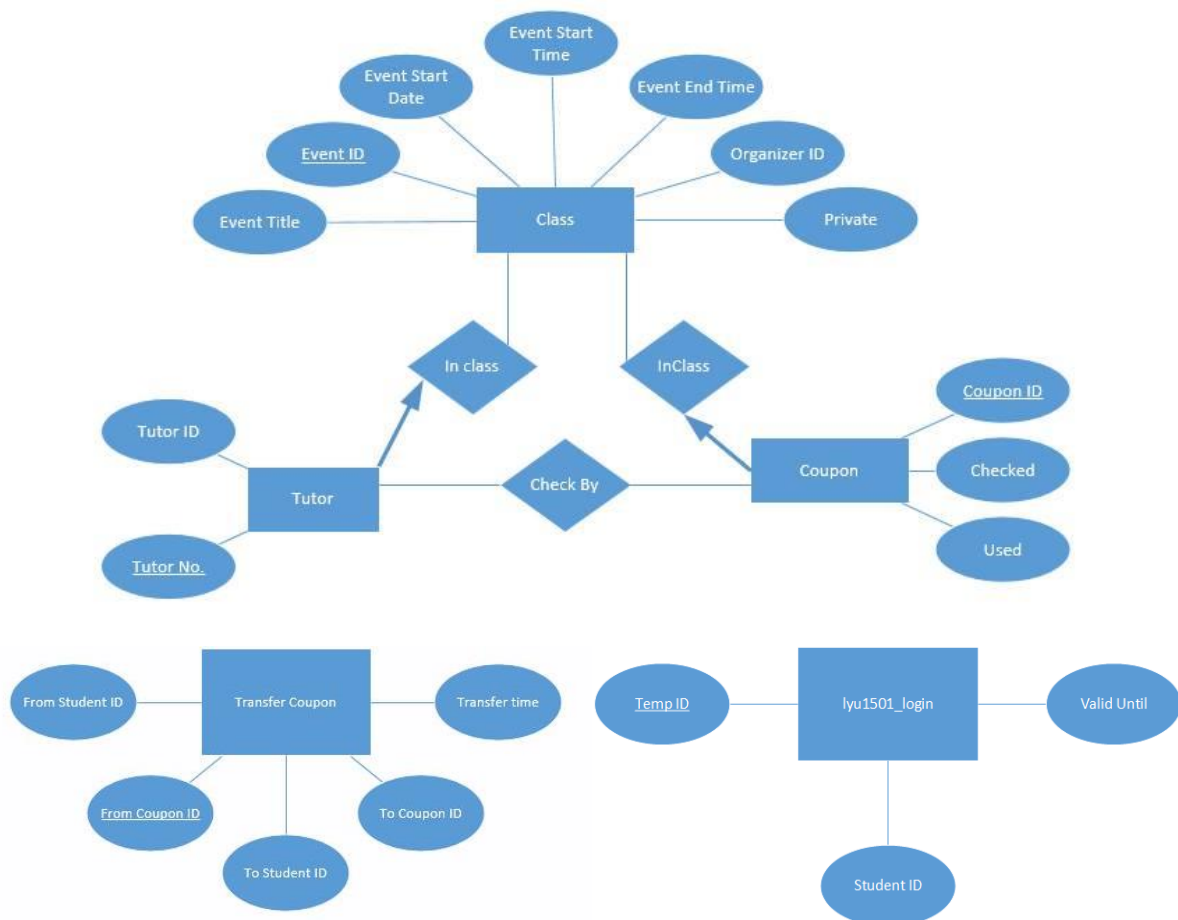 Event Start
Time
Event Start
Date
Event End Time
Event ID
Organizer ID
Event Title
Class
Private
In class
InClass
Coupon ID
Tutor ID
Checked
Tutor
Check By
Coupon
Used
Tutor No.
From Student ID
Transfer Coupon
Transfer time
From Coupon ID
To Coupon ID
To Student ID
Temp ID
lyu1501_login
Valid Until
Student ID